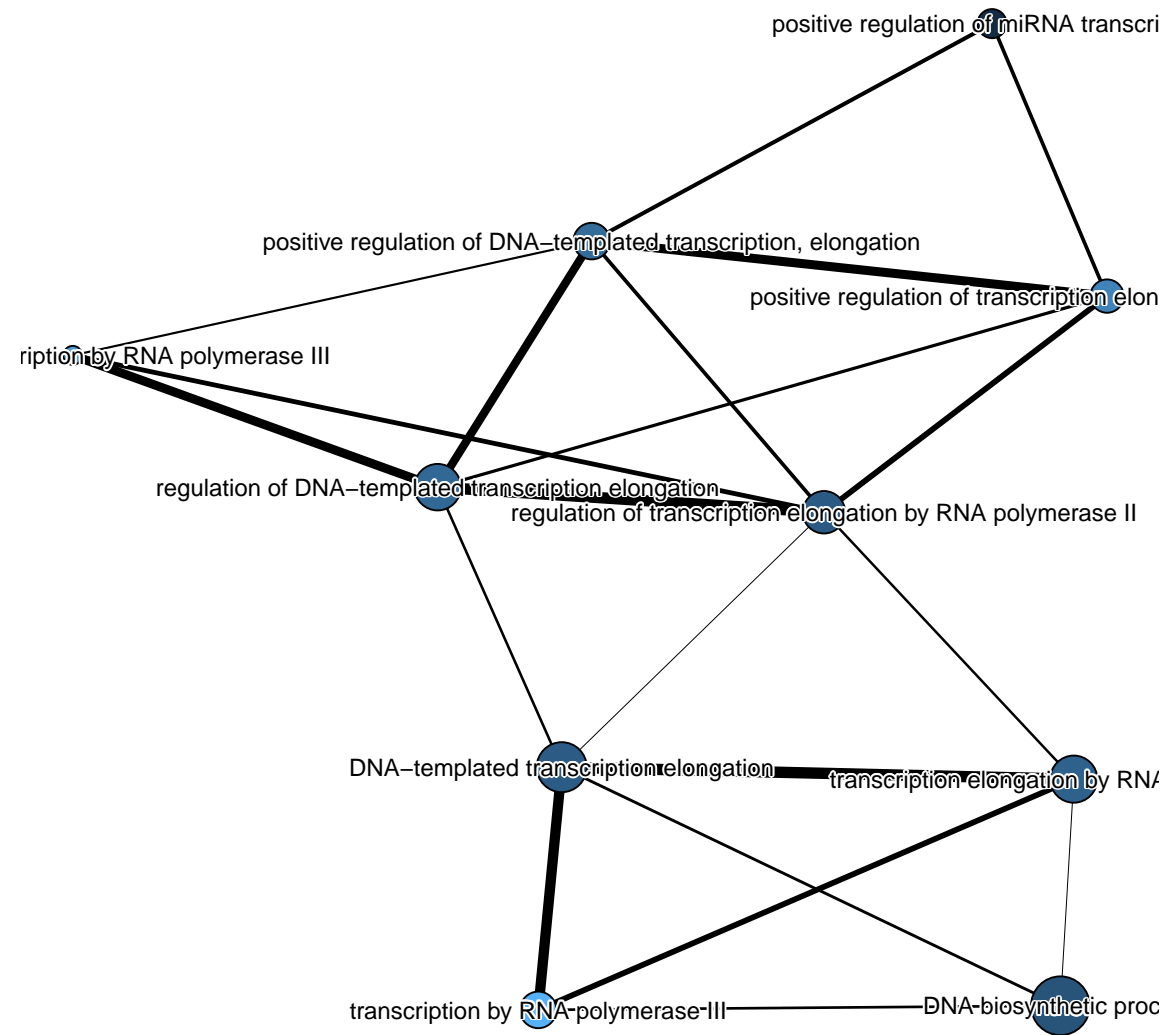 positive regulation of miRNA transcri
positive regulation of DNA−templated transcription, elongation
positive regulation of transcription elon
ription by RNA polymerase III
regulation of DNA−templated transcription elongation
regulation of transcription elongation by RNA polymerase II
DNA−templated transcription elongation
transcription elongation by RNA
transcription by RNA polymerase III
DNA biosynthetic proc